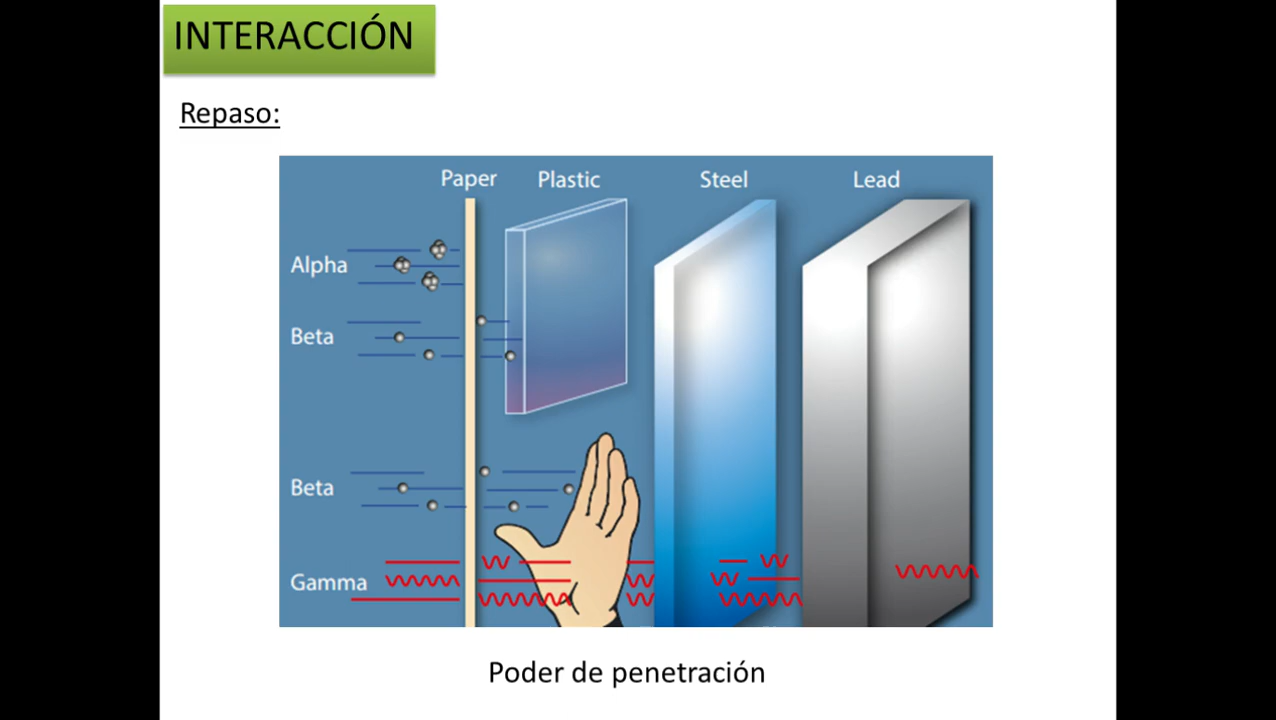 INTERACCIÓN
Repaso:
Paper Plastic Steel Lead
Alpha
Beta
Beta
Gamma
Poder de penetración